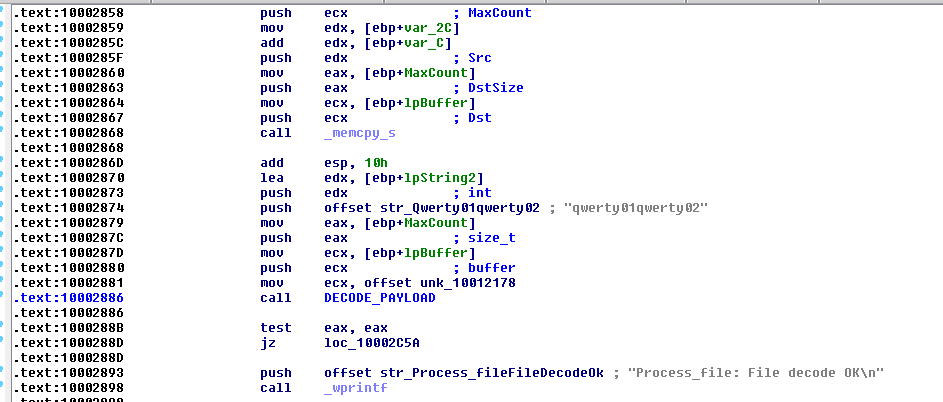 .text:10002858 push ecx ; MaxCount
.text:10002859 mov edx, [ebp+var_2C]
.text:1000285C add edx, [ebp+var_C]
.text:1000285F push edx ; Src
.text:10002860 mov eax, [ebp+MaxCount]
.text:10002863 push eax ; DstSize
.text:10002864 mov ecx, [ebp+lpBuffer]
.text:10002867 push ecx ; Dst
.text:10002868 call _memcpy_s
.text:10002868
.text:1000286D add esp, 10h
.text:10002870 lea edx, [ebp+lpString2]
.text:10002873 push edx ; int
.text:10002874 push offset str_Qwerty01qwerty02 ; "qwerty01qwerty02"
.text:10002879 mov eax, [ebp+MaxCount]
.text:1000287C push eax ; size_t
.text:1000287D mov ecx, [ebp+lpBuffer]
.text:10002880 push ecx ; buffer
.text:10002881 mov ecx, offset unk_10012178
.text:10002886 call DECODE_PAYLOAD
.text:10002886
.text:1000288B test eax, eax
.text:1000288D jz loc_10002C5A
.text:1000288D
.text:10002893 push offset str_Process_fileFileDecodeOk ; "Process_file: File decode OK\n"
.text:10002898 call _wprintf